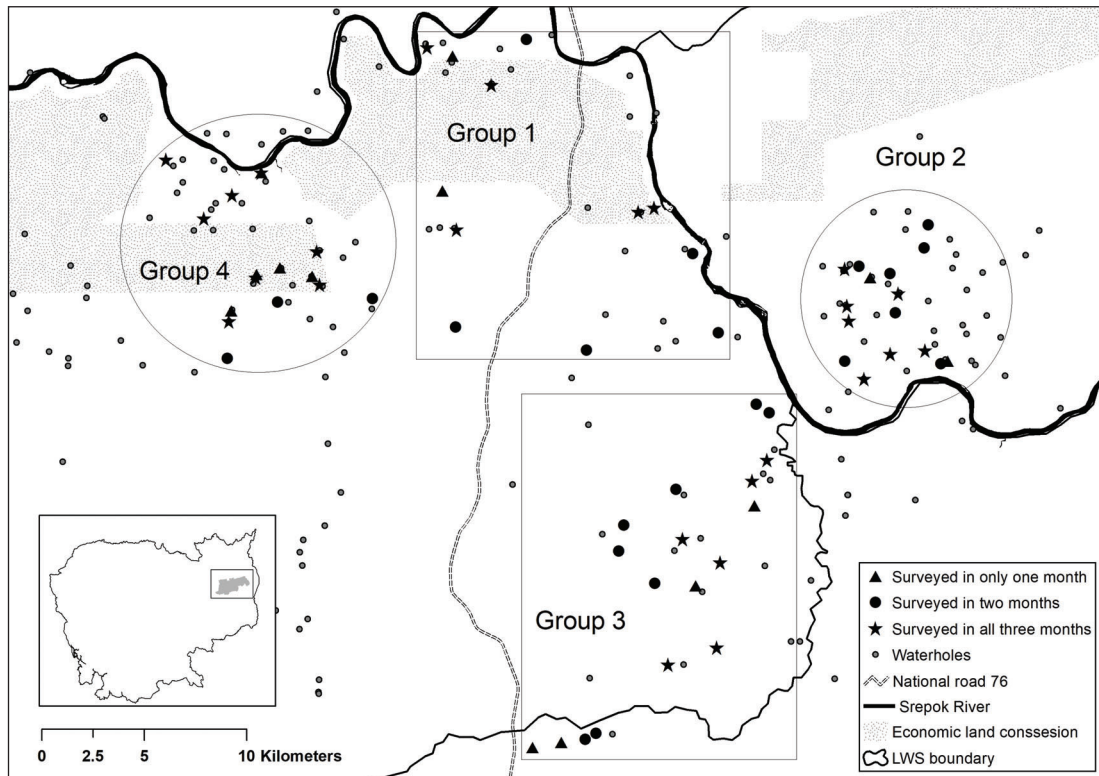 Group 1
Group 2
Group 4
Group 3
Surveyed in only one month
Surveyed in two months
Surveyed in all three months
Waterholes
National road 76
Srepok River
Economic land conssesion
LWS boundary
0 2.5 5 10 Kilometers